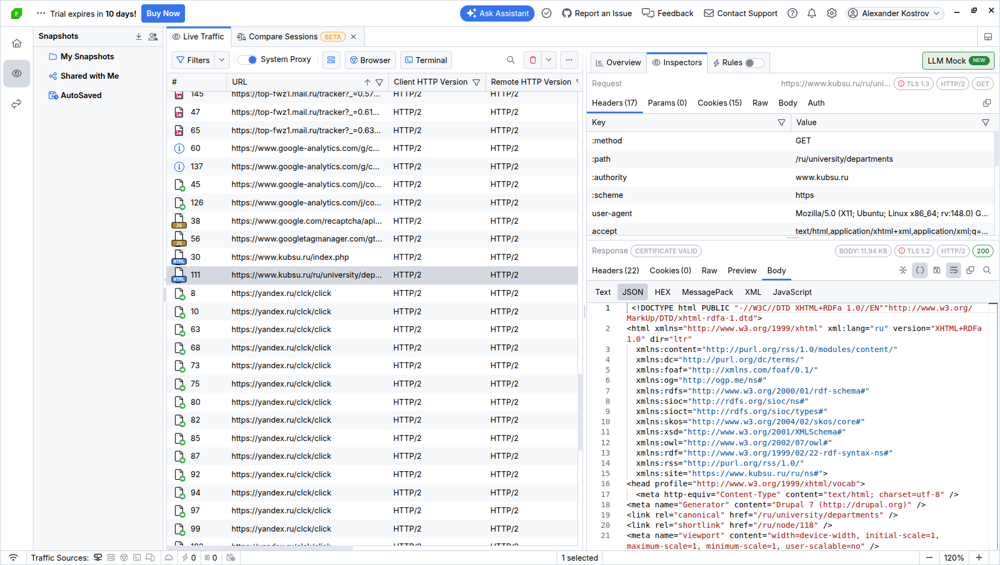 Trial expires in 10 days!
Buy Now
Ask Assistant
Report an Issue
Feedback
Contact Support
Alexander Kostrov
Snapshots
My Snapshots
Shared with Me
AutoSaved
Live Traffic
Compare Sessions BETA
Filters
System Proxy
Browser
Terminal
# URL Client HTTP Version Remote HTTP Version
145 https://top-fwz1.mail.ru/tracker?_=0.57... HTTP/2 HTTP/2
47 https://top-fwz1.mail.ru/tracker?_=0.61... HTTP/2 HTTP/2
65 https://top-fwz1.mail.ru/tracker?_=0.63... HTTP/2 HTTP/2
60 https://www.google-analytics.com/g/c... HTTP/2 HTTP/2
137 https://www.google-analytics.com/g/c... HTTP/2 HTTP/2
45 https://www.google-analytics.com/j/co... HTTP/2 HTTP/2
126 https://www.google-analytics.com/j/co... HTTP/2 HTTP/2
JS 38 https://www.google.com/recaptcha/api... HTTP/2 HTTP/2
JS 56 https://www.googletagmanager.com/gt... HTTP/2 HTTP/2
HTML 30 https://www.kubsu.ru/index.php HTTP/2 HTTP/2
HTML 111 https://www.kubsu.ru/ru/university/dep... HTTP/2 HTTP/2
8 https://yandex.ru/clck/click HTTP/2 HTTP/2
10 https://yandex.ru/clck/click HTTP/2 HTTP/2
63 https://yandex.ru/clck/click HTTP/2 HTTP/2
68 https://yandex.ru/clck/click HTTP/2 HTTP/2
73 https://yandex.ru/clck/click HTTP/2 HTTP/2
75 https://yandex.ru/clck/click HTTP/2 HTTP/2
80 https://yandex.ru/clck/click HTTP/2 HTTP/2
82 https://yandex.ru/clck/click HTTP/2 HTTP/2
85 https://yandex.ru/clck/click HTTP/2 HTTP/2
87 https://yandex.ru/clck/click HTTP/2 HTTP/2
92 https://yandex.ru/clck/click HTTP/2 HTTP/2
94 https://yandex.ru/clck/click HTTP/2 HTTP/2
97 https://yandex.ru/clck/click HTTP/2 HTTP/2
99 https://yandex.ru/clck/click HTTP/2 HTTP/2
Overview
Inspectors
Rules
LLM Mock NEW
Request https://www.kubsu.ru/ru/uni... TLS 1.3 HTTP/2 GET
Headers (17) Params (0) Cookies (15) Raw Body Auth
Key Value
:method GET
:path /ru/university/departments
:authority www.kubsu.ru
:scheme https
user-agent Mozilla/5.0 (X11; Ubuntu; Linux x86_64; rv:148.0) G...
accept text/html,application/xhtml+xml,application/xml;q=...
Response CERTIFICATE VALID BODY: 11.94 KB TLS 1.2 HTTP/2 200
Headers (22) Cookies (0) Raw Preview Body
Text JSON HEX MessagePack XML JavaScript
1 <!DOCTYPE html PUBLIC "-//W3C//DTD XHTML+RDFa 1.0//EN""http://www.w3.org/
MarkUp/DTD/xhtml-rdfa-1.dtd">
2 <html xmlns="http://www.w3.org/1999/xhtml" xml:lang="ru" version="XHTML+RDFa
1.0" dir="ltr"
3 xmlns:content="http://purl.org/rss/1.0/modules/content/"
4 xmlns:dc="http://purl.org/dc/terms/"
5 xmlns:foaf="http://xmlns.com/foaf/0.1/"
6 xmlns:og="http://ogp.me/ns#"
7 xmlns:rdfs="http://www.w3.org/2000/01/rdf-schema#"
8 xmlns:sioc="http://rdfs.org/sioc/ns#"
9 xmlns:sioct="http://rdfs.org/sioc/types#"
10 xmlns:skos="http://www.w3.org/2004/02/skos/core#"
11 xmlns:xsd="http://www.w3.org/2001/XMLSchema#"
12 xmlns:owl="http://www.w3.org/2002/07/owl#"
13 xmlns:rdf="http://www.w3.org/1999/02/22-rdf-syntax-ns#"
14 xmlns:rss="http://purl.org/rss/1.0/"
15 xmlns:site="https://www.kubsu.ru/ru/ns#">
16 <head profile="http://www.w3.org/1999/xhtml/vocab">
17 <meta http-equiv="Content-Type" content="text/html; charset=utf-8" />
18 <meta name="Generator" content="Drupal 7 (http://drupal.org)" />
19 <link rel="canonical" href="/ru/university/departments" />
20 <link rel="shortlink" href="/ru/node/118" />
21 <meta name="viewport" content="width=device-width, initial-scale=1,
maximum-scale=1, minimum-scale=1, user-scalable=no" />
Traffic Sources:
0
0
1 selected
120%